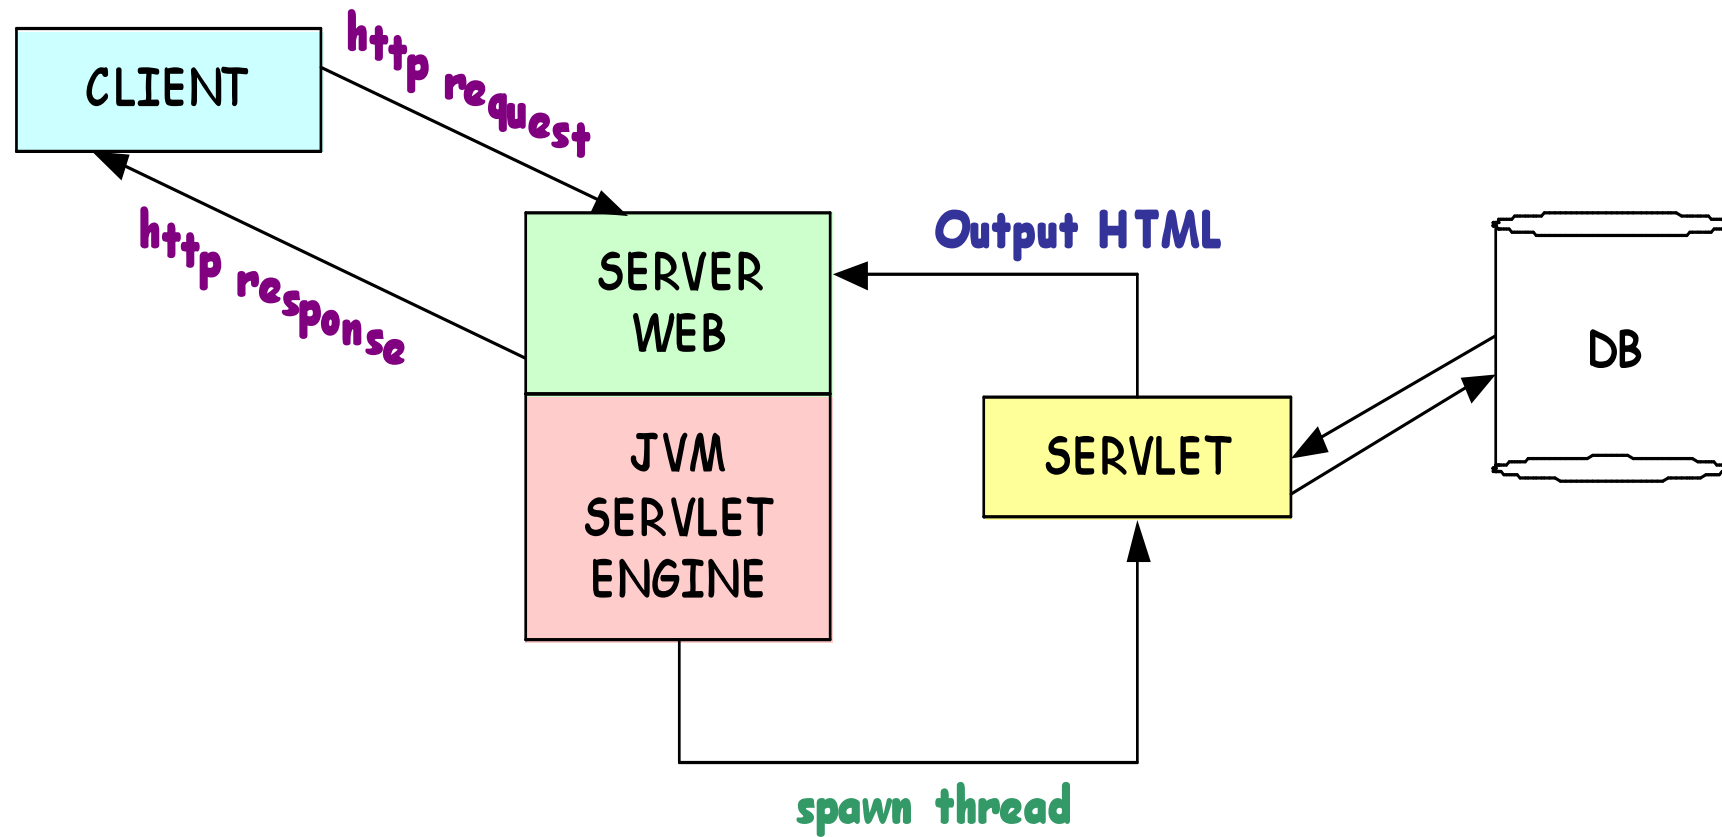 CLIENT
http request
http response
SERVER
WEB
Output HTML
DB
JVM
SERVLET
ENGINE
SERVLET
spawn thread